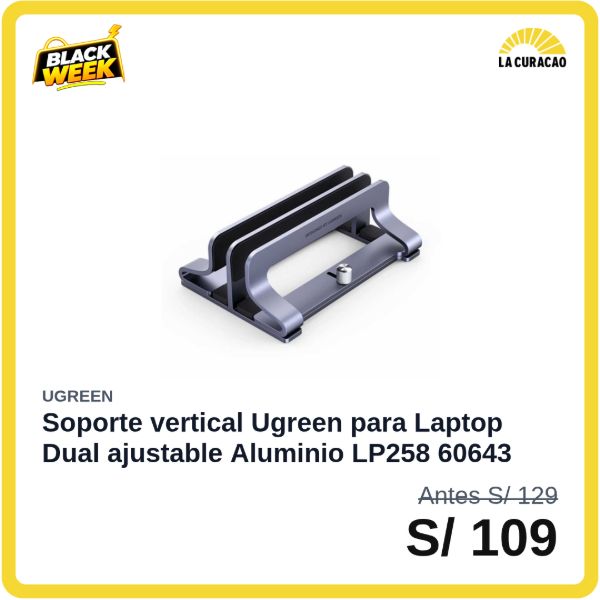 BLACK
WEEK
LA CURACAO
UGREEN
Soporte vertical Ugreen para Laptop
Dual ajustable Aluminio LP258 60643
Antes S/ 129
S/ 109